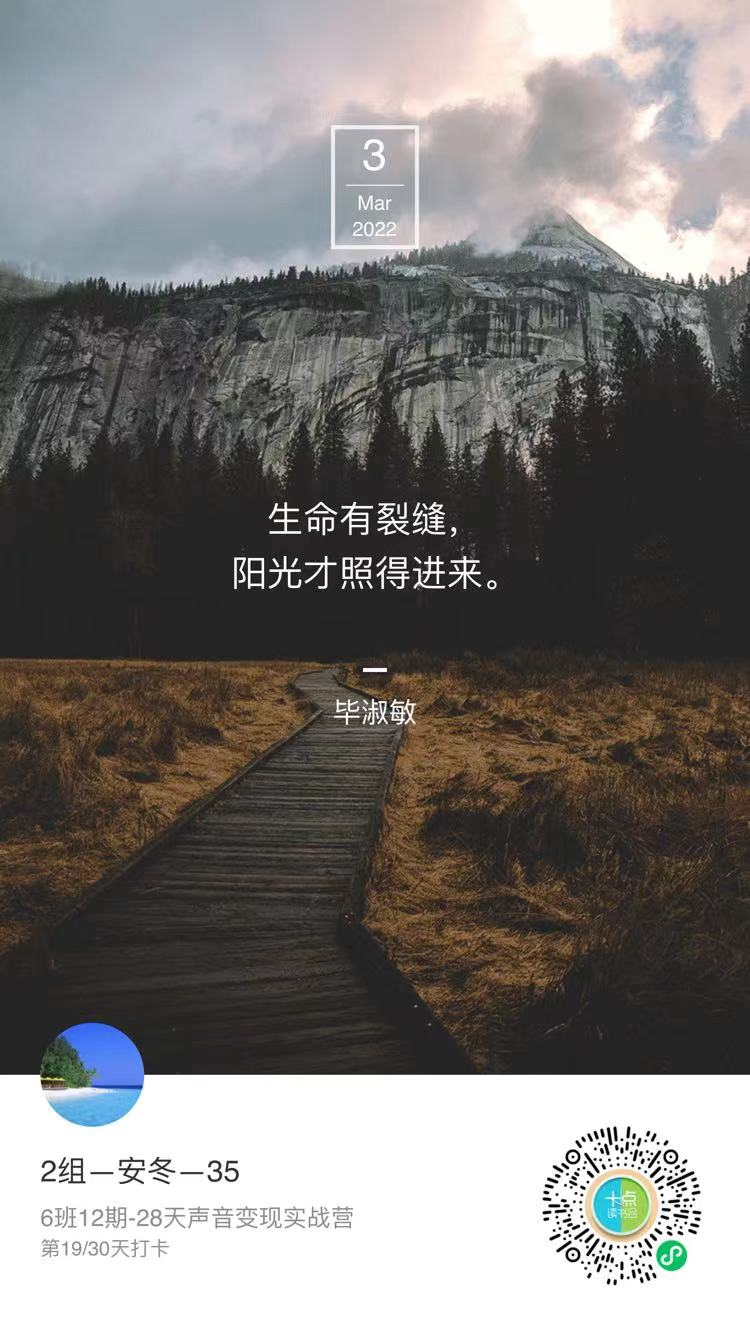 3
Mar
2022
生命有裂缝，
阳光才照得进来。
毕淑敏
2组—安冬—35
6班12期-28天声音变现实战营
第19/30天打卡
十点
读书会